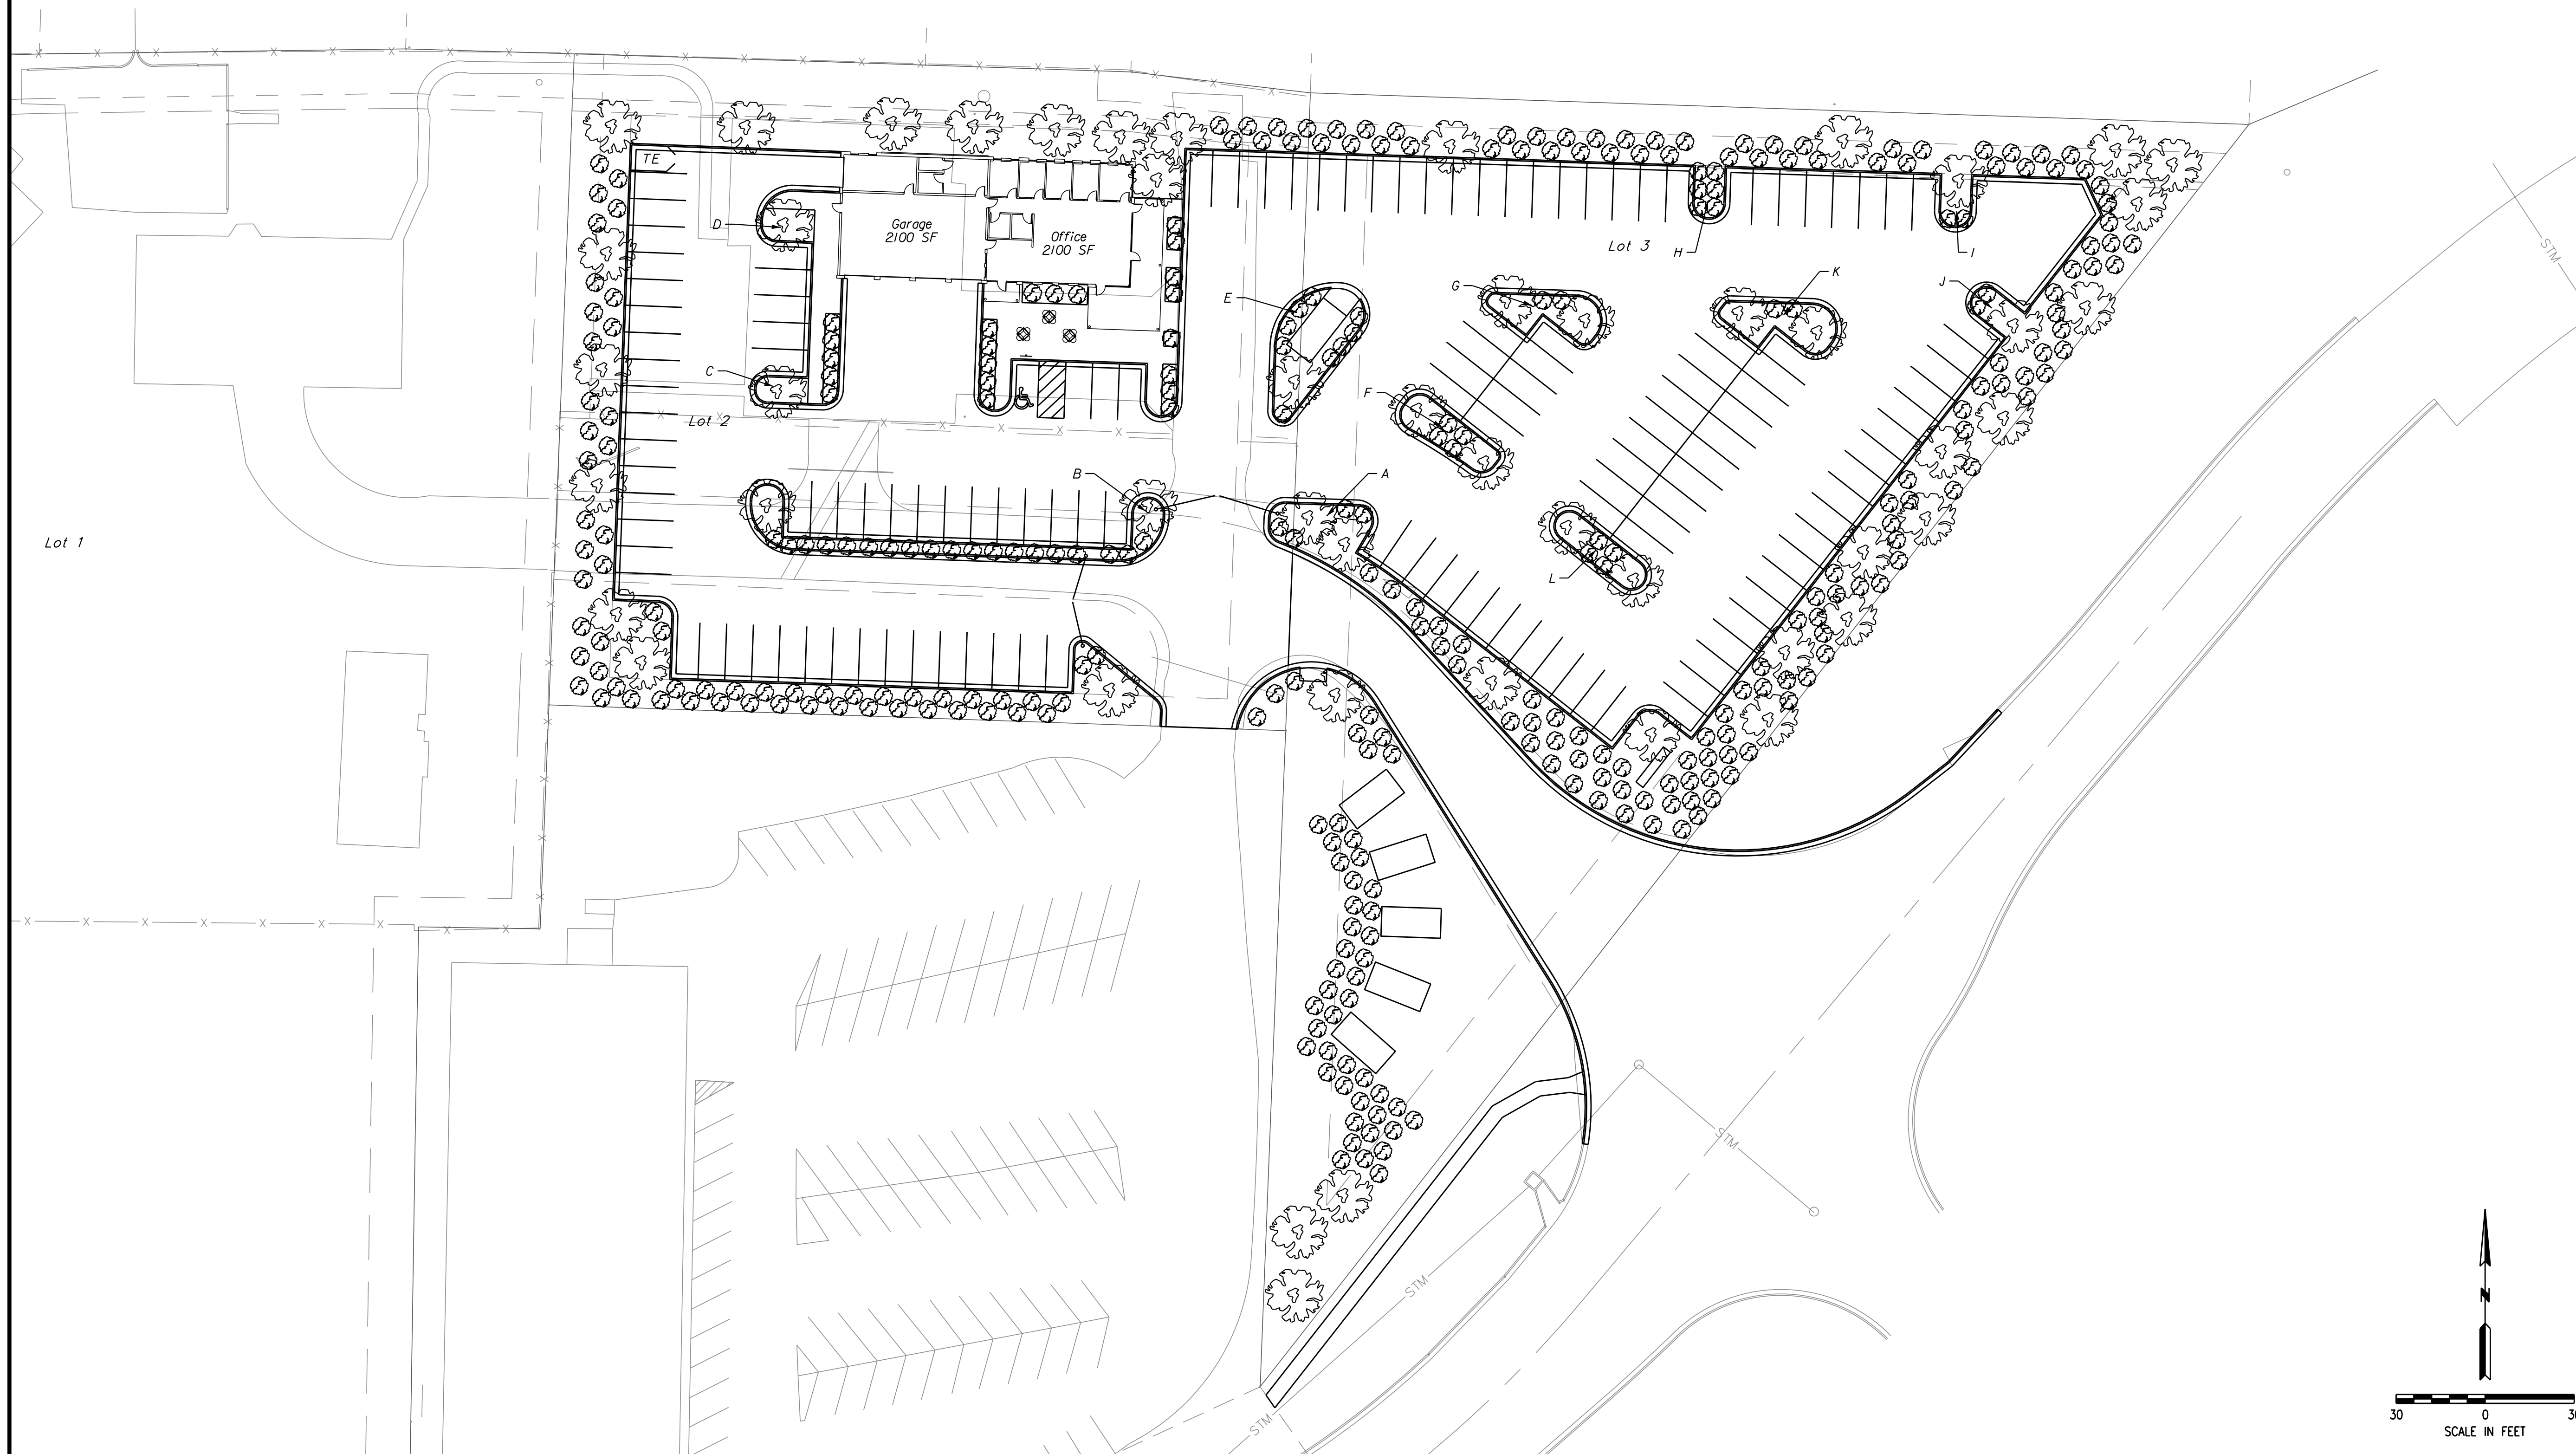 TE
D
Garage
2100 SF
Office
2100 SF
Lot 3
H
I
STM
E
G
K
J
C
F
Lot 2
B
A
Lot 1
L
STM
STM
STM
N
30
0
SCALE IN FEET